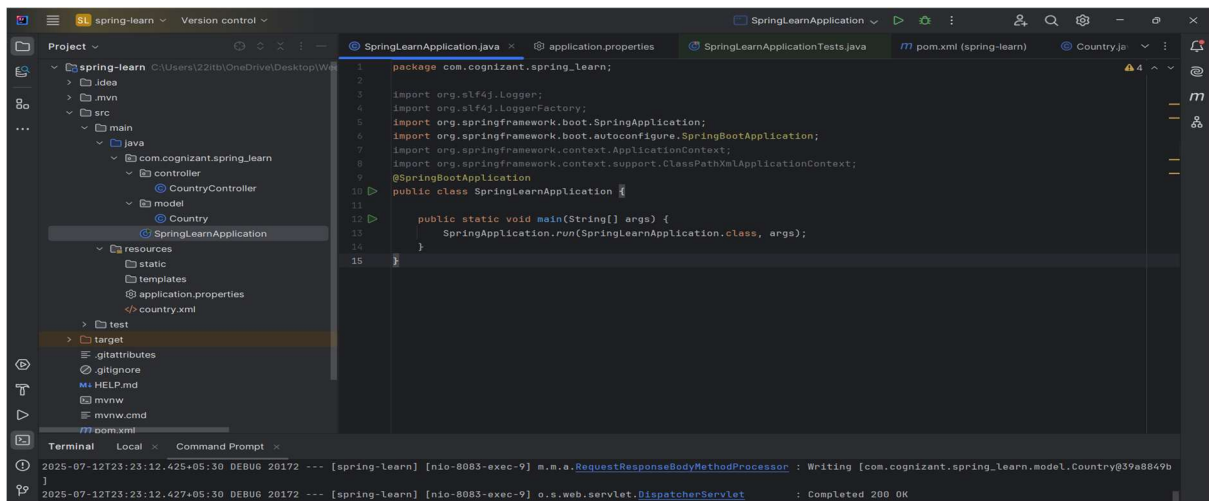 SL spring-learn Version control SpringLearnApplication
Project
SpringLearnApplication.java application.properties SpringLearnApplicationTests.java pom.xml (spring-learn) Country.ja
spring-learn C:\Users\22itb\OneDrive\Desktop\Wee
.idea
.mvn
src
main
java
com.cognizant.spring_learn
controller
CountryController
model
Country
SpringLearnApplication
resources
static
templates
application.properties
country.xml
test
target
.gitattributes
.gitignore
M↓ HELP.md
mvnw
mvnw.cmd
pom.xml
1 package com.cognizant.spring_learn;
2
3 import org.slf4j.Logger;
4 import org.slf4j.LoggerFactory;
5 import org.springframework.boot.SpringApplication;
6 import org.springframework.boot.autoconfigure.SpringBootApplication;
7 import org.springframework.context.ApplicationContext;
8 import org.springframework.context.support.ClassPathXmlApplicationContext;
9 @SpringBootApplication
10 public class SpringLearnApplication {
11
12 public static void main(String[] args) {
13 SpringApplication.run(SpringLearnApplication.class, args);
14 }
15 }
4
m
Terminal Local Command Prompt
2025-07-12T23:23:12.425+05:30 DEBUG 20172 --- [spring-learn] [nio-8083-exec-9] m.m.a.RequestResponseBodyMethodProcessor : Writing [com.cognizant.spring_learn.model.Country@39a8849b
]
2025-07-12T23:23:12.427+05:30 DEBUG 20172 --- [spring-learn] [nio-8083-exec-9] o.s.web.servlet.DispatcherServlet : Completed 200 OK